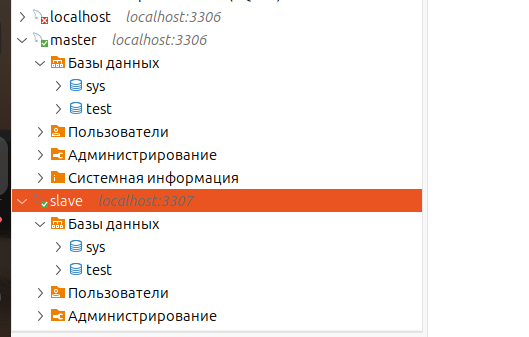 localhost localhost:3306
master localhost:3306
Базы данных
sys
test
Пользователи
Администрирование
Системная информация
slave localhost:3307
Базы данных
sys
test
Пользователи
Администрирование